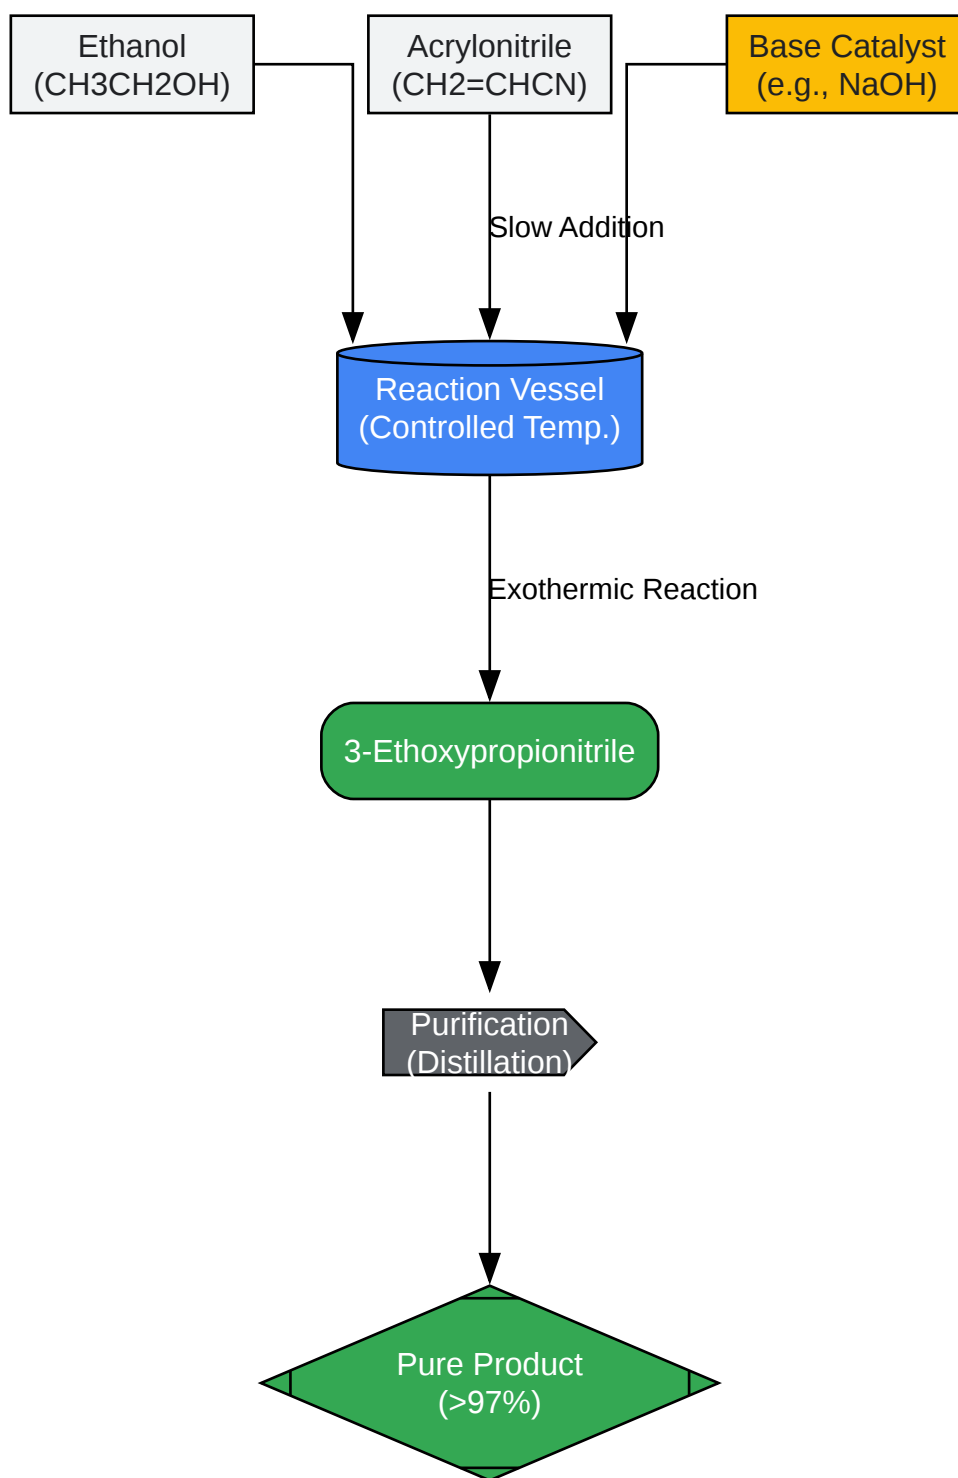 Ethanol
(CH3CH2OH)
Acrylonitrile
(CH2=CHCN)
Base Catalyst
(e.g., NaOH)
Slow Addition
Reaction Vessel
(Controlled Temp.)
Exothermic Reaction
3-Ethoxypropionitrile
Purification
(Distillation)
Pure Product
(>97%)